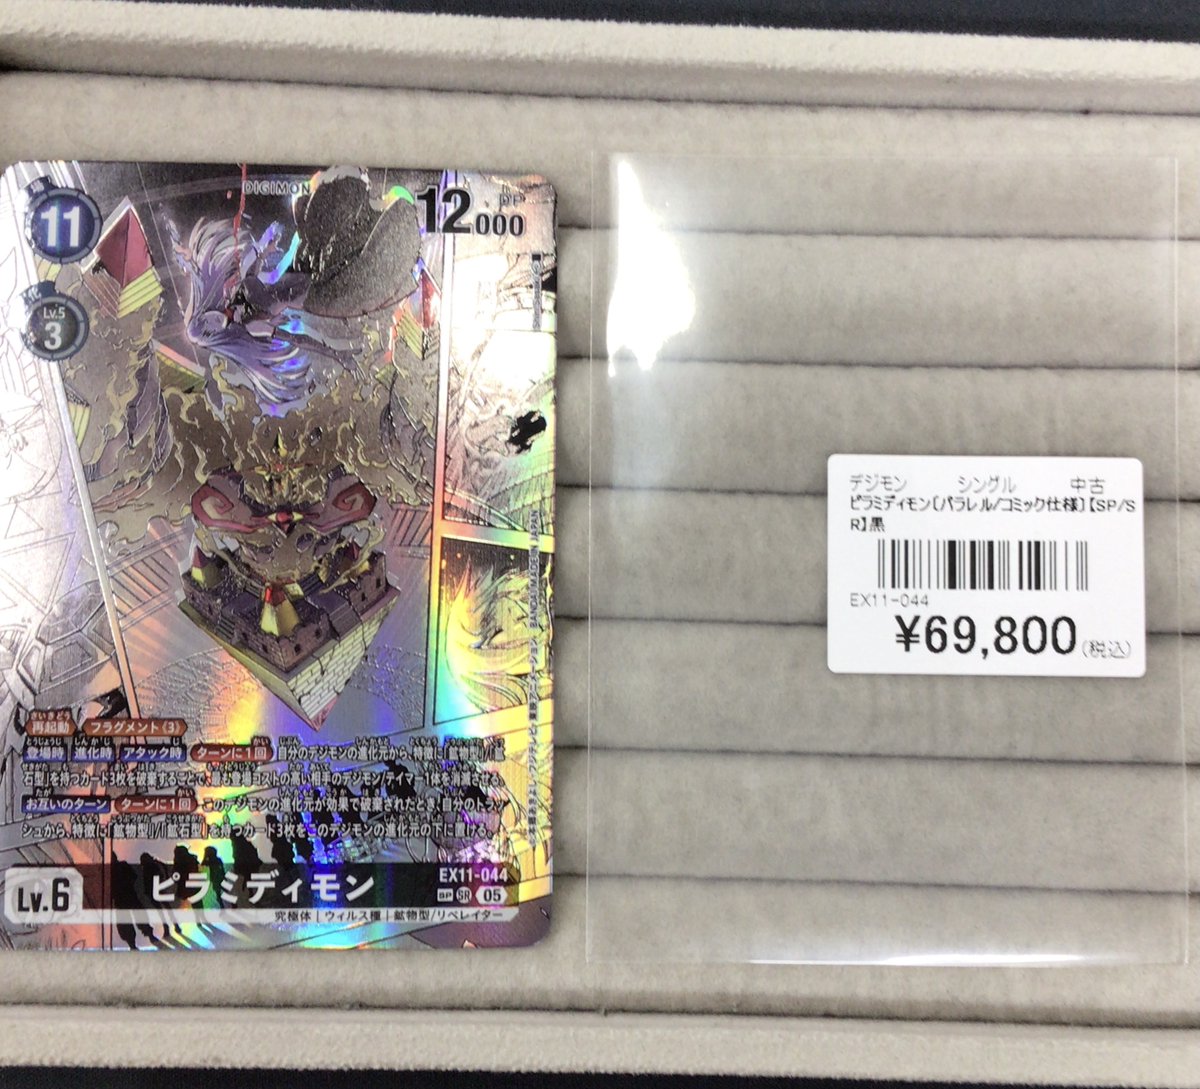 DIGIMON
11
12000
DP
Lv.5
3
再起動 フラグメント《3》
登場時 進化時 アタック時 ターンに1回 自分のデジモンの進化元から、特徴に「鉱物型」/「鉱
石型」を持つカード3枚を破棄することで、最も登場コストの高い相手のデジモン/テイマー1体を消滅させる。
お互いのターン ターンに1回 このデジモンの進化元が効果で破棄されたとき、自分のトラッ
シュから、特徴に「鉱物型」/「鉱石型」を持つカード3枚をこのデジモンの進化元の下に置ける。
Lv.6
ピラミディモン
EX11-044
SP SR 05
究極体 | ウィルス種 | 鉱物型/リベレイター
BANDAI MADE IN JAPAN
デジモン シングル 中古
ピラミディモン〔パラレル/コミック仕様〕【SP/S
R】黒
EX11-044
¥69,800(税込)